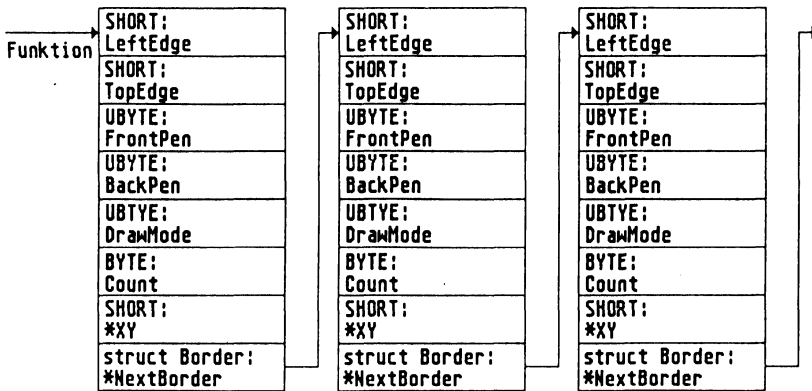 Funktion
SHORT:
LeftEdge
SHORT:
TopEdge
UBYTE:
FrontPen
UBYTE:
BackPen
UBTYE:
DrawMode
BYTE:
Count
SHORT:
*XY
struct Border:
*NextBorder
SHORT:
LeftEdge
SHORT:
TopEdge
UBYTE:
FrontPen
UBYTE:
BackPen
UBTYE:
DrawMode
BYTE:
Count
SHORT:
*XY
struct Border:
*NextBorder
SHORT:
LeftEdge
SHORT:
TopEdge
UBYTE:
FrontPen
UBYTE:
BackPen
UBTYE:
DrawMode
BYTE:
Count
SHORT:
*XY
struct Border:
*NextBorder